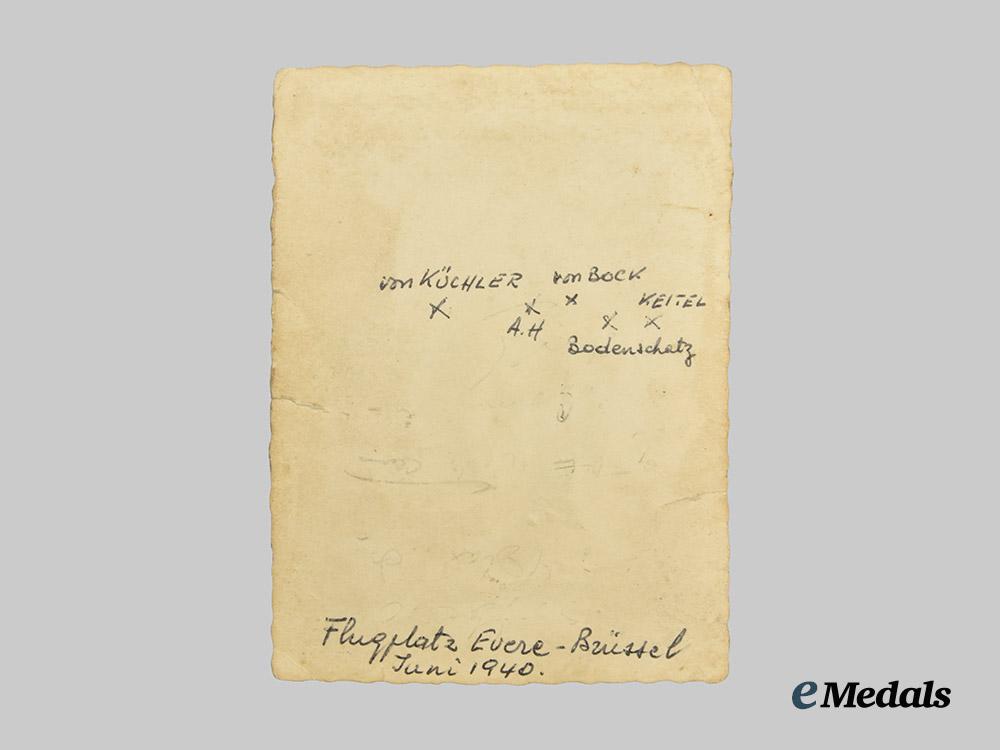 von KÜCHLER von BOCK
KEITEL
A.H
Bodenschatz
Flugplatz Evere - Brüssel
Juni 1940.
eMedals